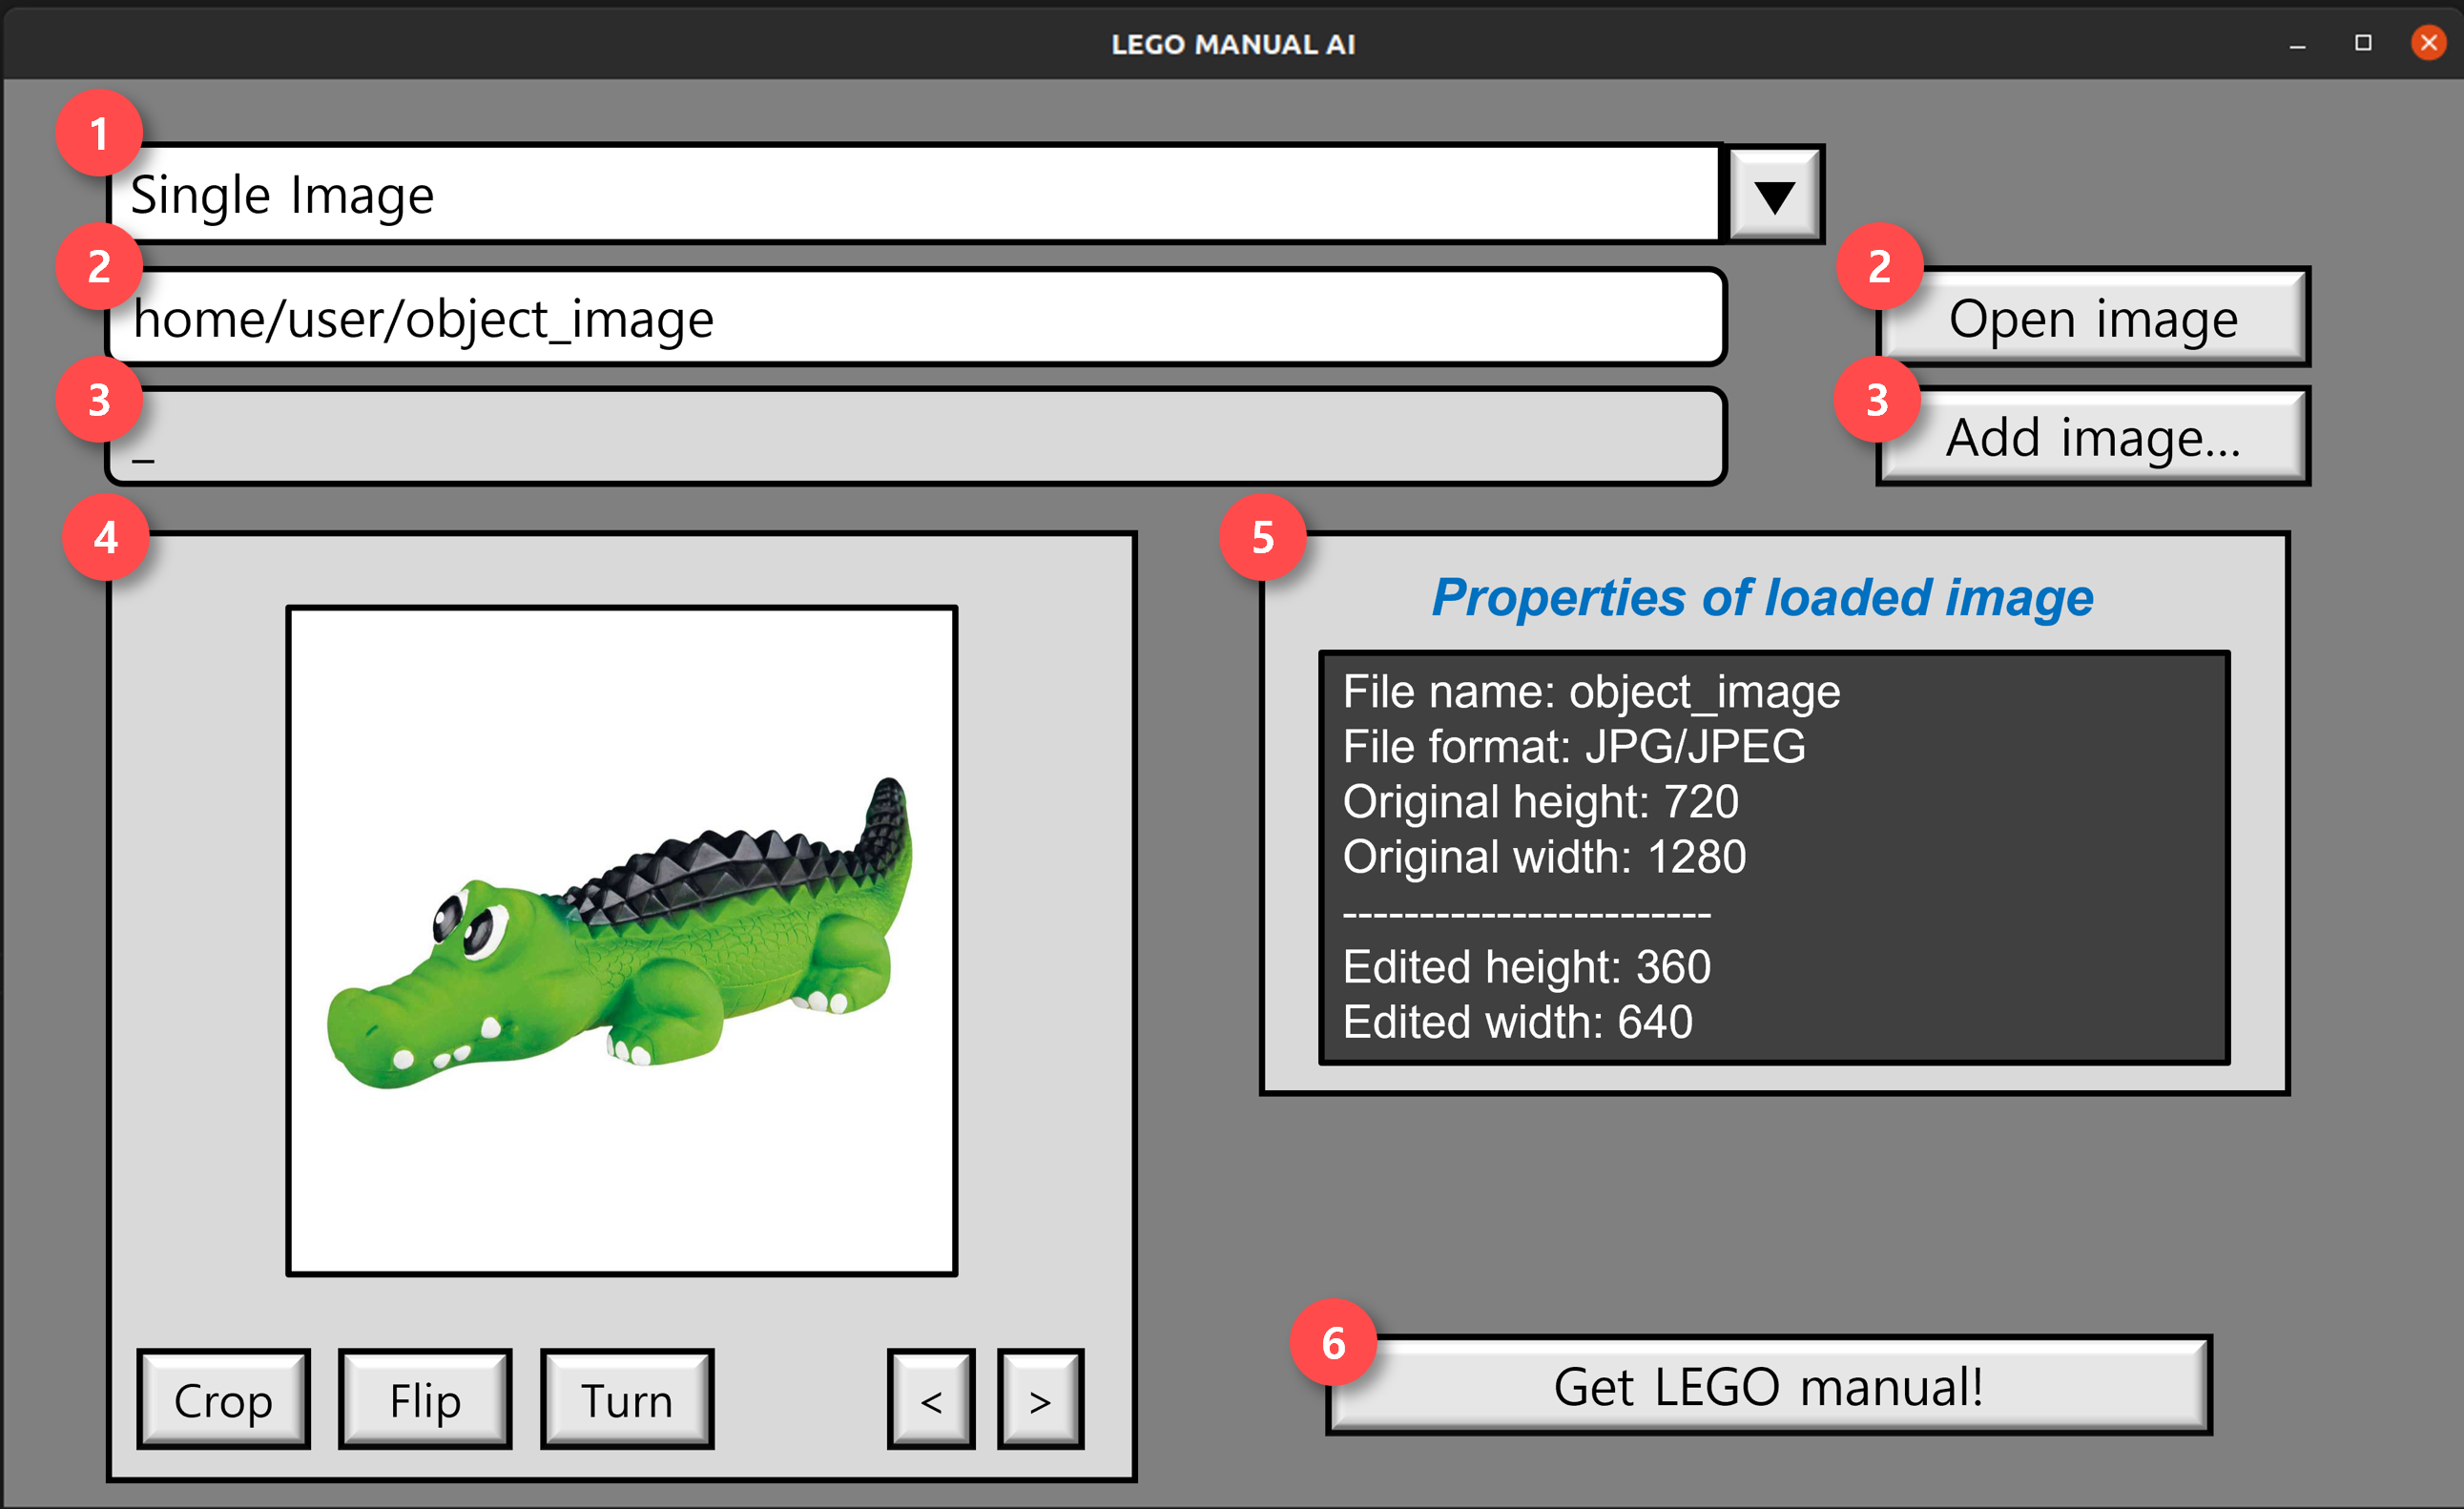 LEGO MANUAL AI
1
Single Image
2
home/user/object_image
2
Open image
3
_
3
Add image...
4
Crop
Flip
Turn
<
>
5
Properties of loaded image
File name: object_image
File format: JPG/JPEG
Original height: 720
Original width: 1280
------------------------
Edited height: 360
Edited width: 640
6
Get LEGO manual!